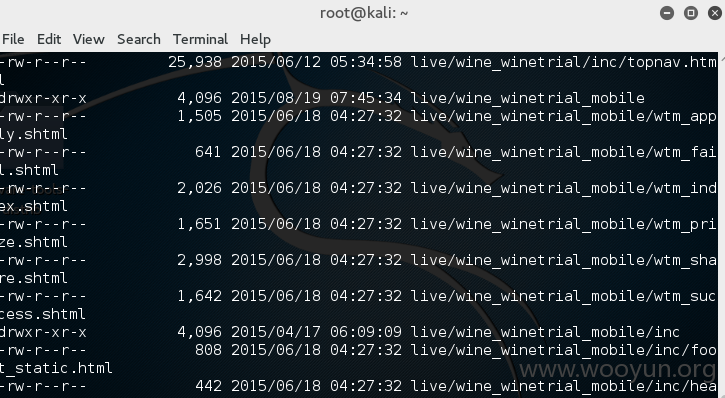 root@kali: ~
File Edit View Search Terminal Help
-rw-r--r-- 25,938 2015/06/12 05:34:58 live/wine_winetrial/inc/topnav.htm
l
drwxr-xr-x 4,096 2015/08/19 07:45:34 live/wine_winetrial_mobile
-rw-r--r-- 1,505 2015/06/18 04:27:32 live/wine_winetrial_mobile/wtm_app
ly.shtml
-rw-r--r-- 641 2015/06/18 04:27:32 live/wine_winetrial_mobile/wtm_fai
l.shtml
-rw-r--r-- 2,026 2015/06/18 04:27:32 live/wine_winetrial_mobile/wtm_ind
ex.shtml
-rw-r--r-- 1,651 2015/06/18 04:27:32 live/wine_winetrial_mobile/wtm_pri
ze.shtml
-rw-r--r-- 2,998 2015/06/18 04:27:32 live/wine_winetrial_mobile/wtm_sha
re.shtml
-rw-r--r-- 1,642 2015/06/18 04:27:32 live/wine_winetrial_mobile/wtm_suc
cess.shtml
drwxr-xr-x 4,096 2015/04/17 06:09:09 live/wine_winetrial_mobile/inc
-rw-r--r-- 808 2015/06/18 04:27:32 live/wine_winetrial_mobile/inc/foo
t_static.html
-rw-r--r-- 442 2015/06/18 04:27:32 live/wine_winetrial_mobile/inc/hea
www.wooyun.org